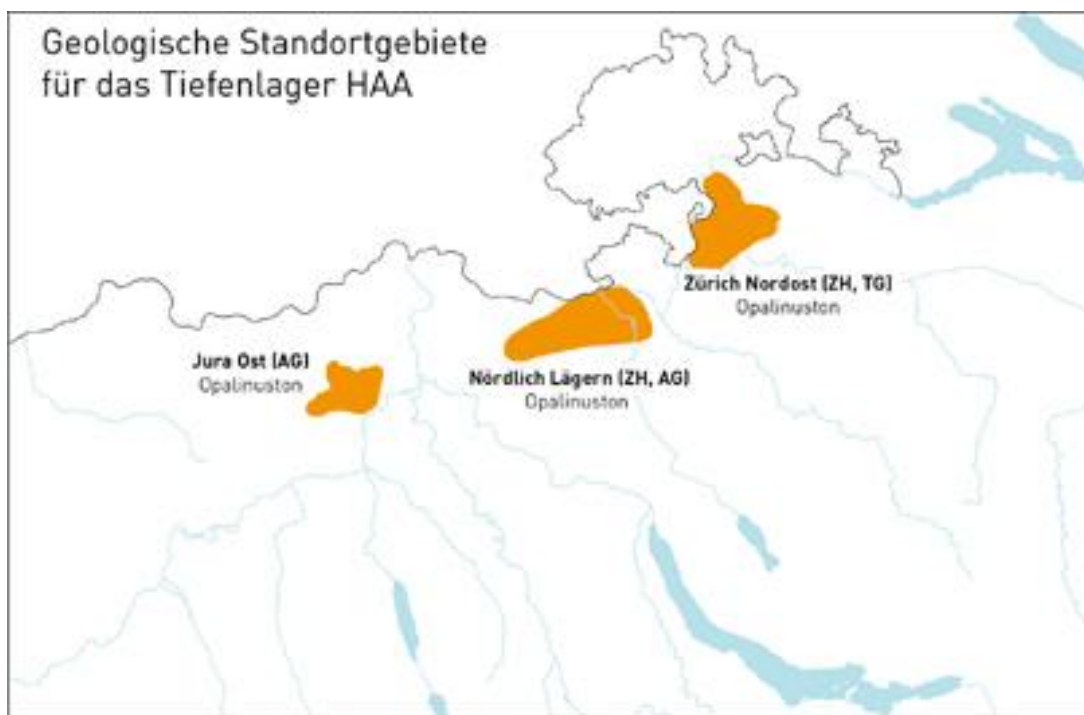 Geologische Standortgebiete
für das Tiefenlager HAA
Zürich Nordost (ZH, TG)
Opalinuston
Jura Ost (AG)
Opalinuston
Nördlich Lägern (ZH, AG)
Opalinuston